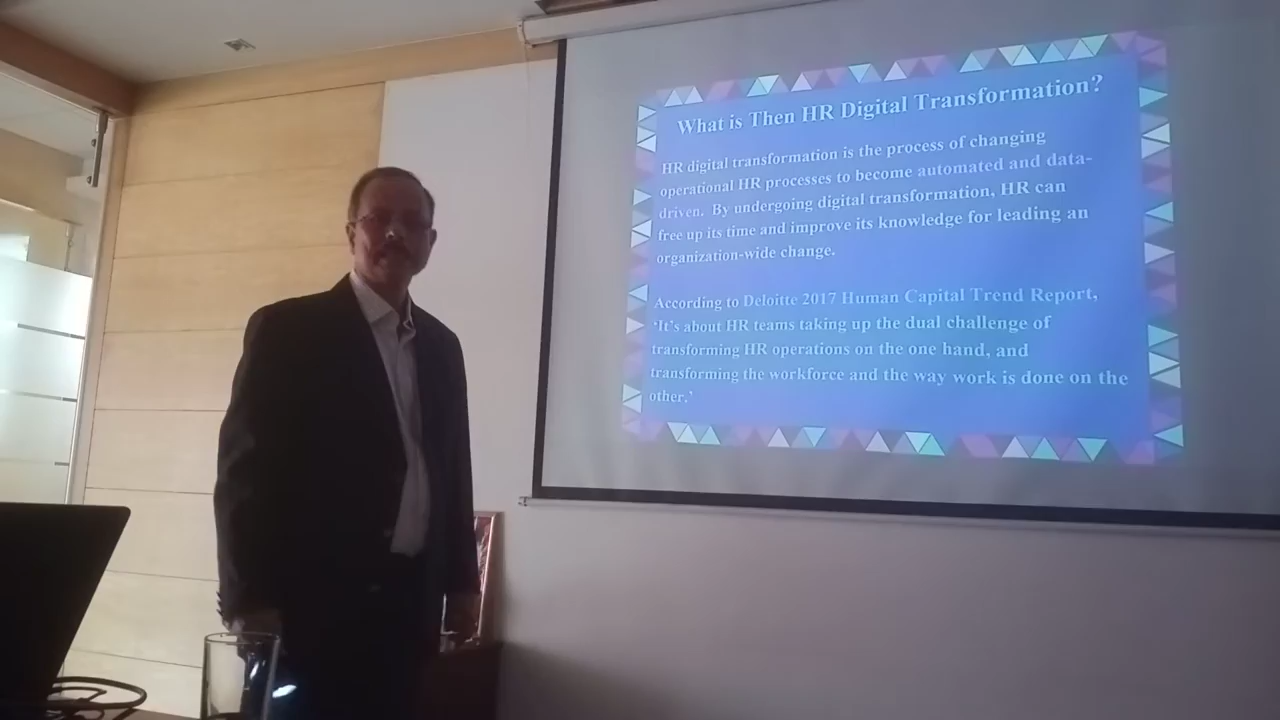 What is Then HR Digital Transformation?
HR digital transformation is the process of changing
operational HR processes to become automated and data-
driven. By undergoing digital transformation, HR can
free up its time and improve its knowledge for leading an
organization-wide change.
According to Deloitte 2017 Human Capital Trend Report,
‘It’s about HR teams taking up the dual challenge of
transforming HR operations on the one hand, and
transforming the workforce and the way work is done on the
other.’